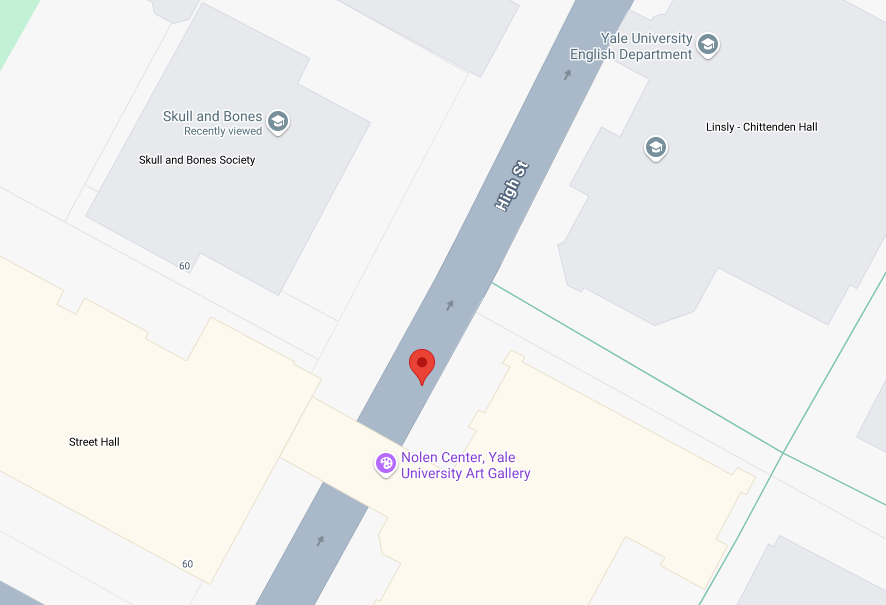 Yale University
English Department
Skull and Bones
Recently viewed
Linsly - Chittenden Hall
Skull and Bones Society
High St
60
Street Hall
Nolen Center, Yale
University Art Gallery
60